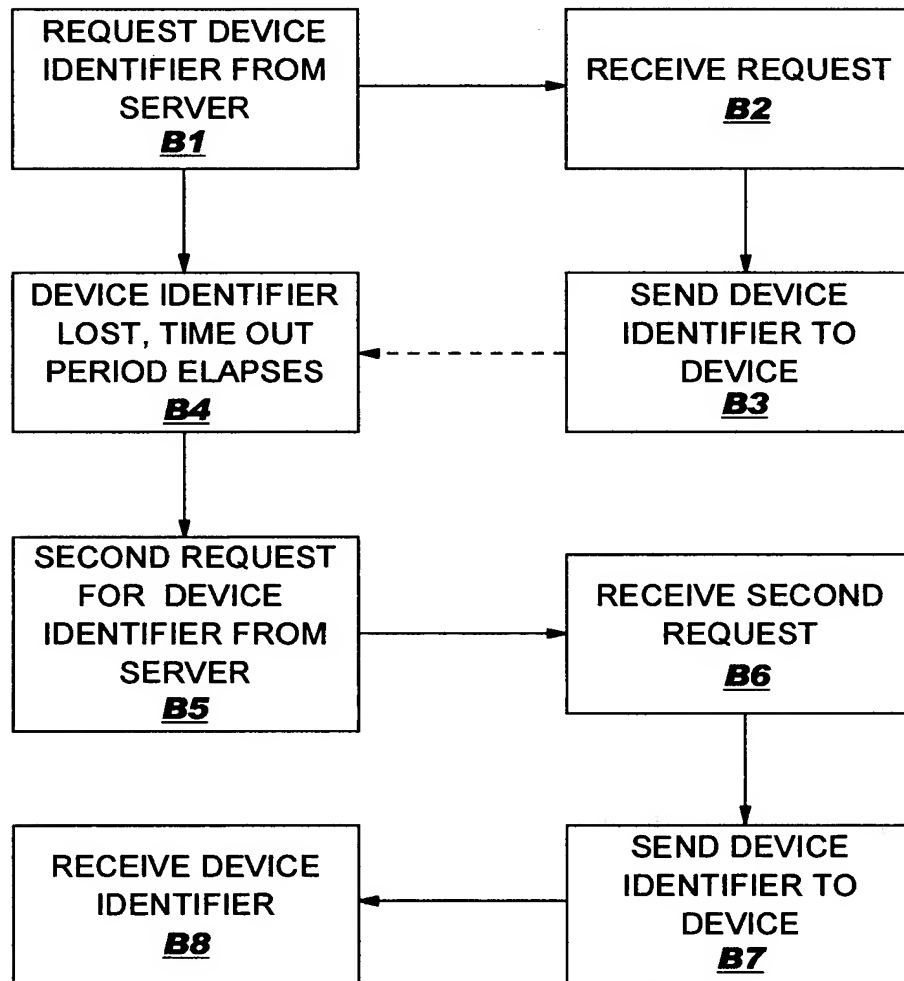 REQUEST DEVICE
IDENTIFIER FROM
SERVER
B1
RECEIVE REQUEST
B2
DEVICE IDENTIFIER
LOST, TIME OUT
PERIOD ELAPSES
B4
SEND DEVICE
IDENTIFIER TO
DEVICE
B3
SECOND REQUEST
FOR DEVICE
IDENTIFIER FROM
SERVER
B5
RECEIVE SECOND
REQUEST
B6
RECEIVE DEVICE
IDENTIFIER
B8
SEND DEVICE
IDENTIFIER TO
DEVICE
B7